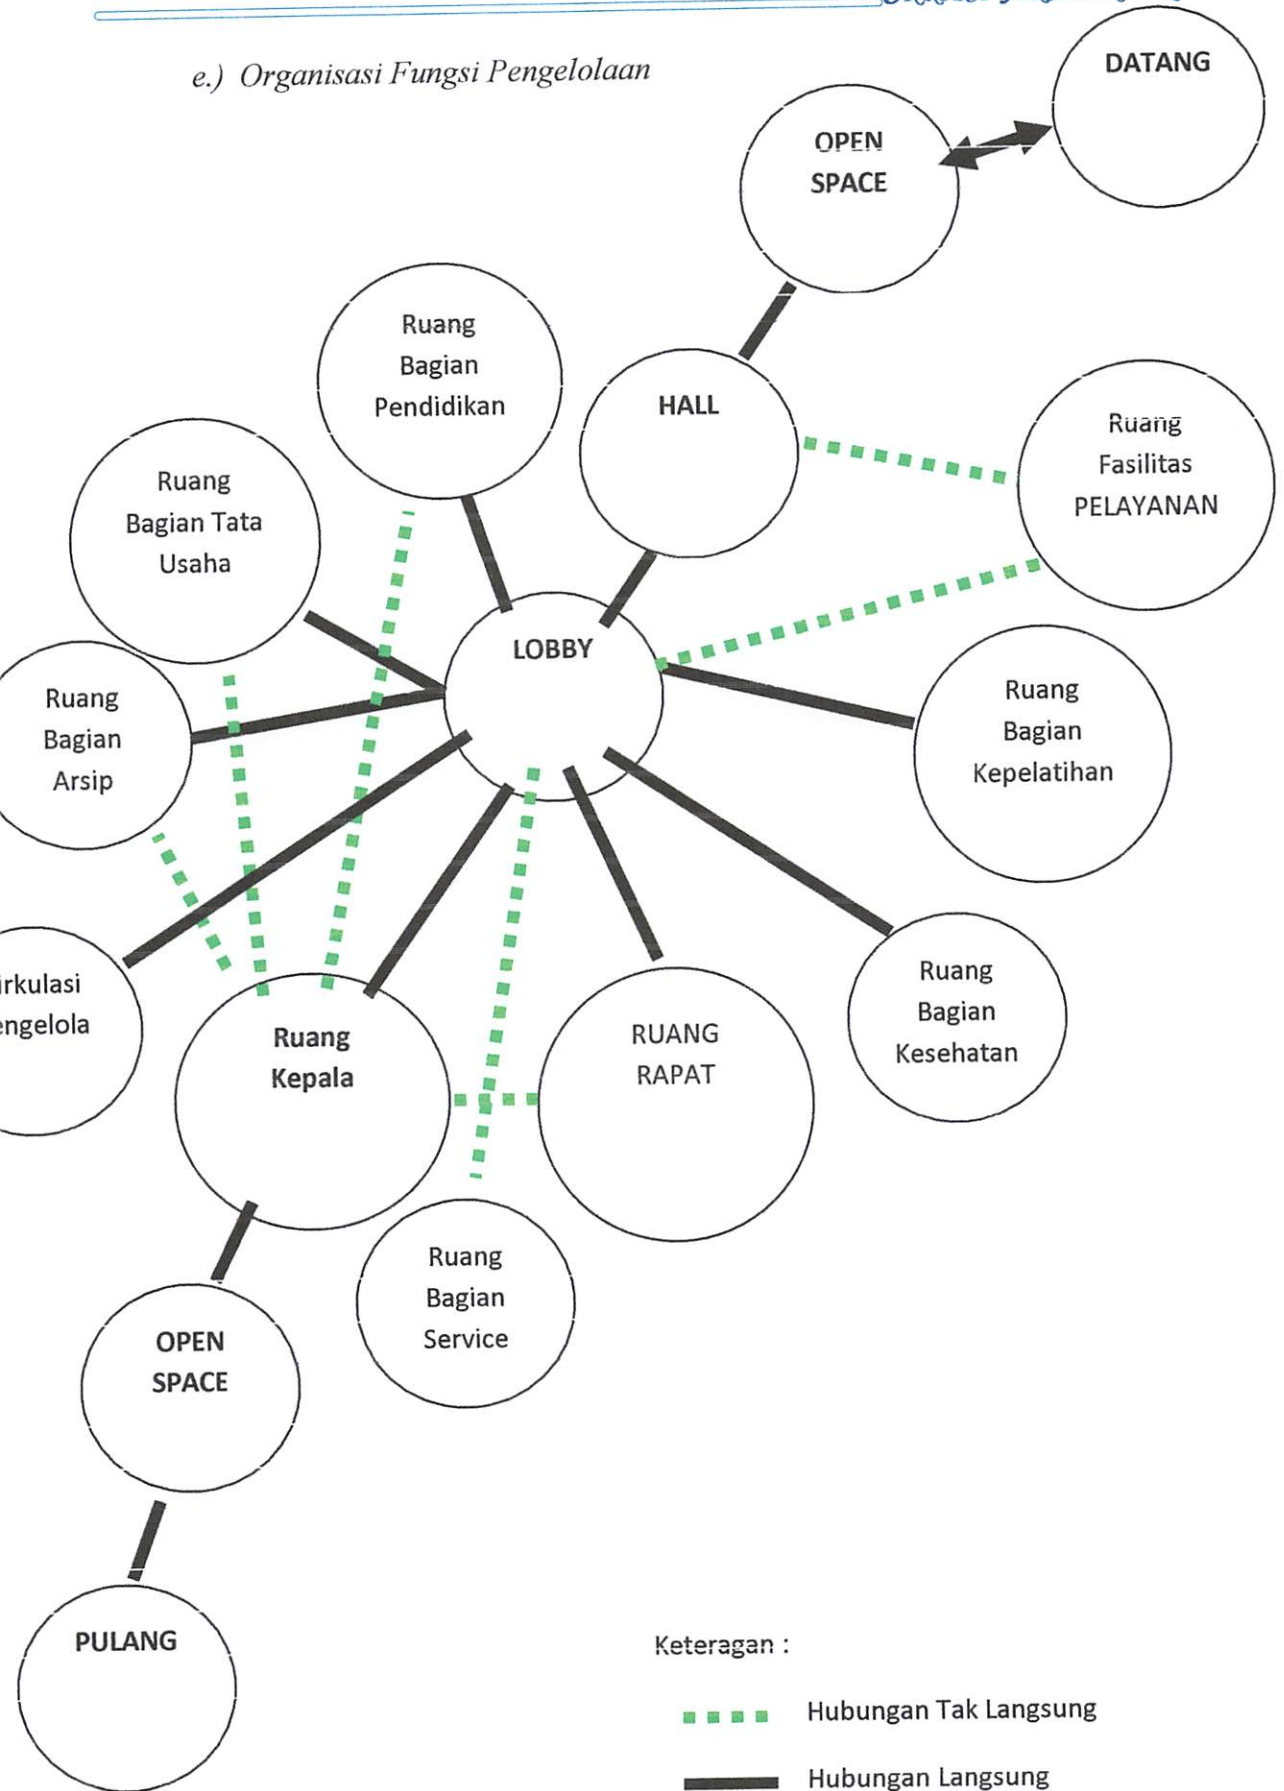 e.) Organisasi Fungsi Pengelolaan
DATANG
OPEN
SPACE
Ruang
Bagian
Pendidikan
HALL
Ruang
Fasilitas
PELAYANAN
Ruang
Bagian Tata
Usaha
LOBBY
Ruang
Bagian
Arsip
Ruang
Bagian
Kepelatihan
irkulasi
engelola
Ruang
Kepala
RUANG
RAPAT
Ruang
Bagian
Kesehatan
Ruang
Bagian
Service
OPEN
SPACE
PULANG
Keteragan :
Hubungan Tak Langsung
Hubungan Langsung